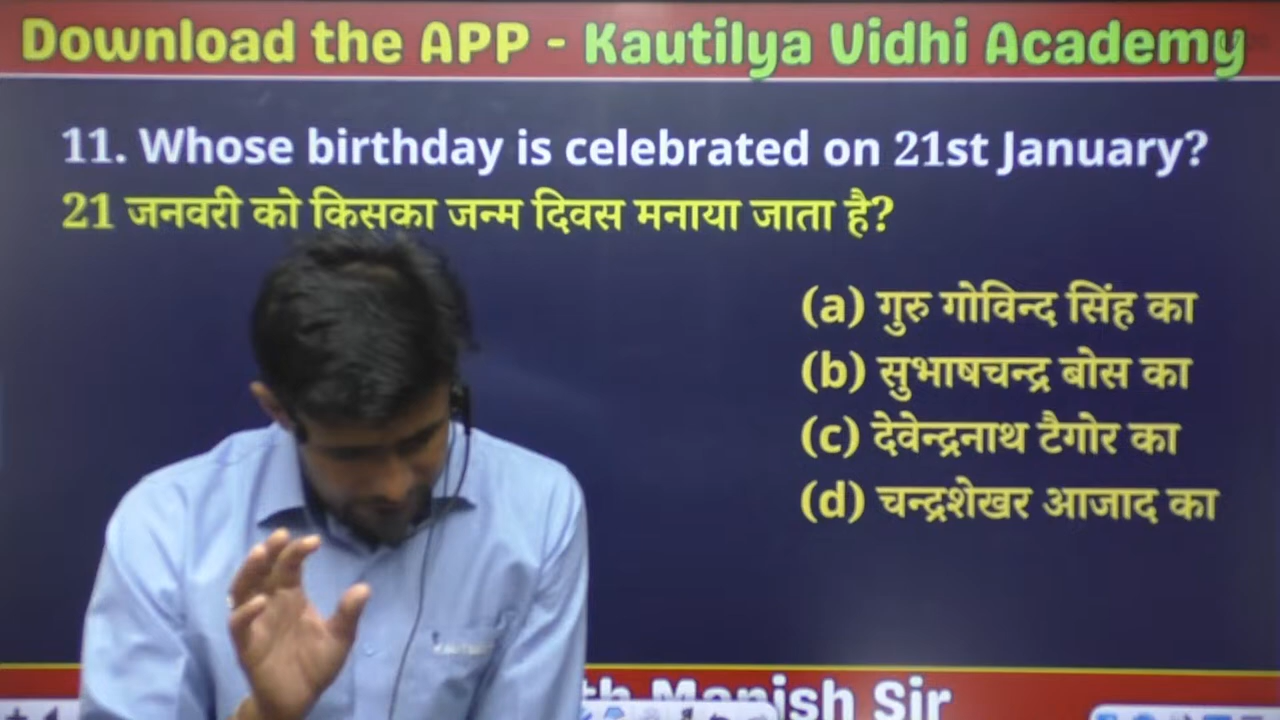 Download the APP - Kautilya Vidhi Academy
11. Whose birthday is celebrated on 21st January?
21 जनवरी को किसका जन्म दिवस मनाया जाता है?
(a) गुरु गोविन्द सिंह का
(b) सुभाषचन्द्र बोस का
(c) देवेन्द्रनाथ टैगोर का
(d) चन्द्रशेखर आजाद का
th Manish Sir